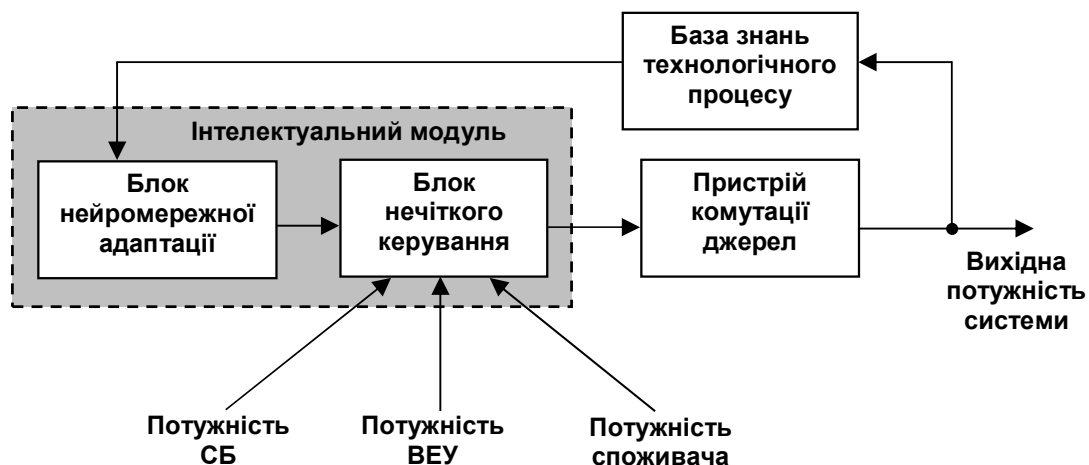 База знань
технологічного
процесу
Інтелектуальний модуль
Блок
нейромережної
адаптації
Блок
нечіткого
керування
Пристрій
комутації
джерел
Вихідна
потужність
системи
Потужність
СБ
Потужність
ВЕУ
Потужність
споживача